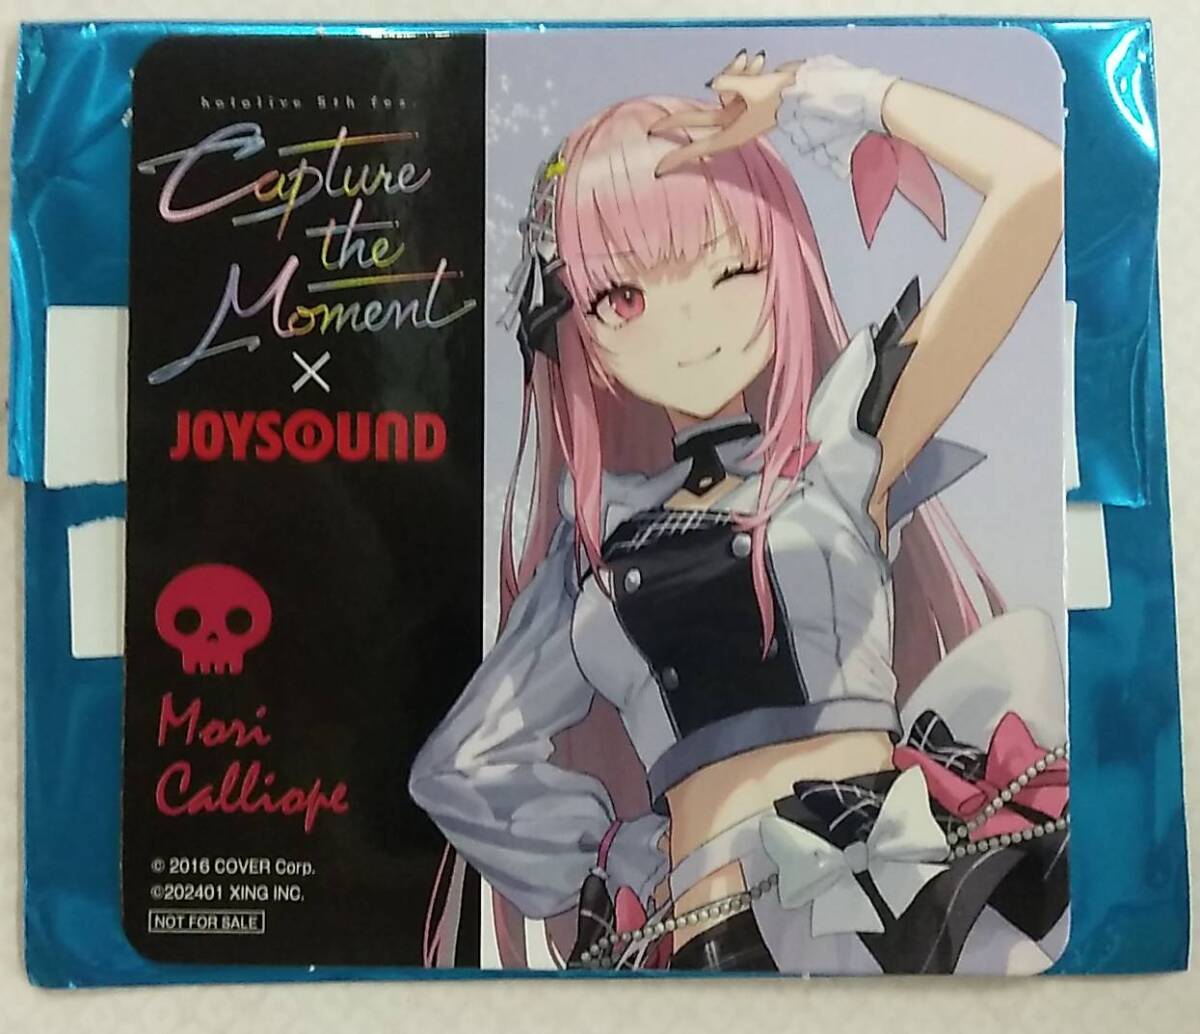 hololive 5th fes.
Capture
the
Moment
×
JOYSOUND
Mori
Calliope
© 2016 COVER Corp.
©202401 XING INC.
NOT FOR SALE